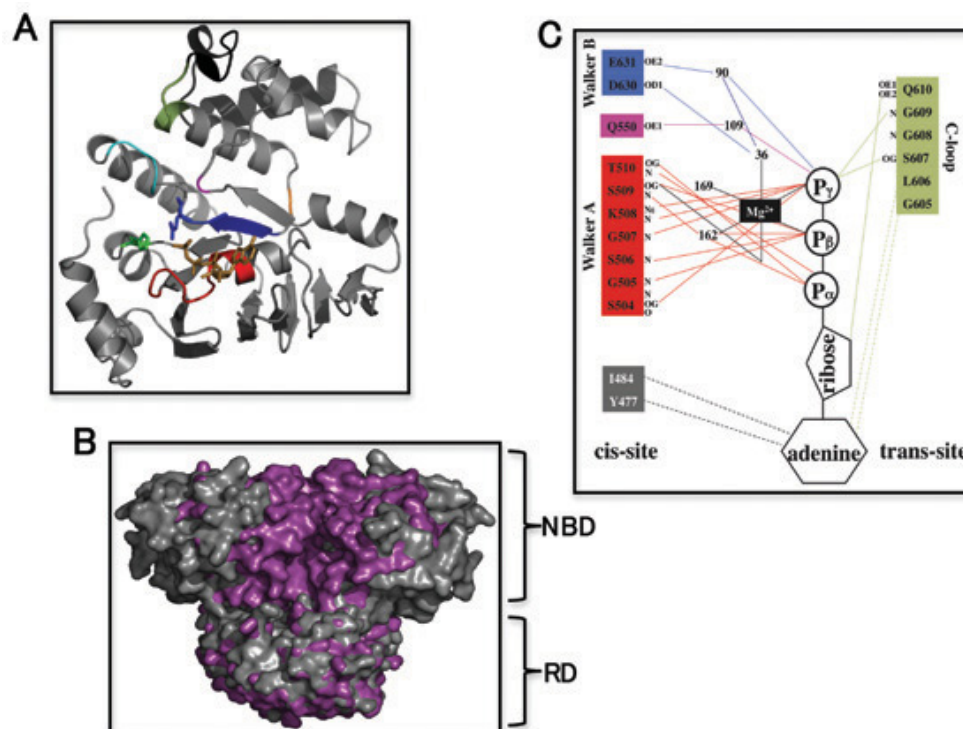 A
B
NBD
RD
C
Walker B
E631 OE2
D630 OD1
90
Q550 OE1
109
36
Walker A
T510 OG
N
S509 OG
N
K508 N
G507 N
S506 N
G505 N
N
S504 OG
O
169
Mg2+
162
Pγ
Pβ
Pα
ribose
adenine
I484
Y477
cis-site
trans-site
OE1
OE2 Q610
N G609
N G608
OG S607
L606
G605
C-loop